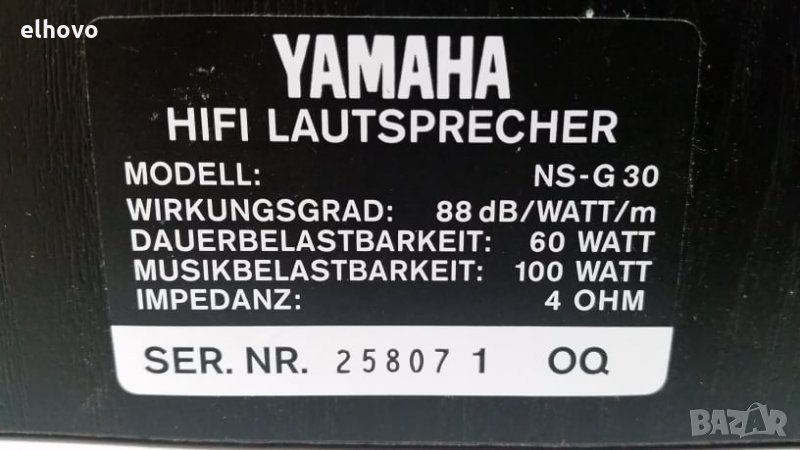 elhovo
YAMAHA
HIFI LAUTSPRECHER
MODELL: NS-G 30
WIRKUNGSGRAD: 88 dB/WATT/m
DAUERBELASTBARKEIT: 60 WATT
MUSIKBELASTBARKEIT: 100 WATT
IMPEDANZ: 4 OHM
SER. NR. 25807 1 OQ
BAZAR